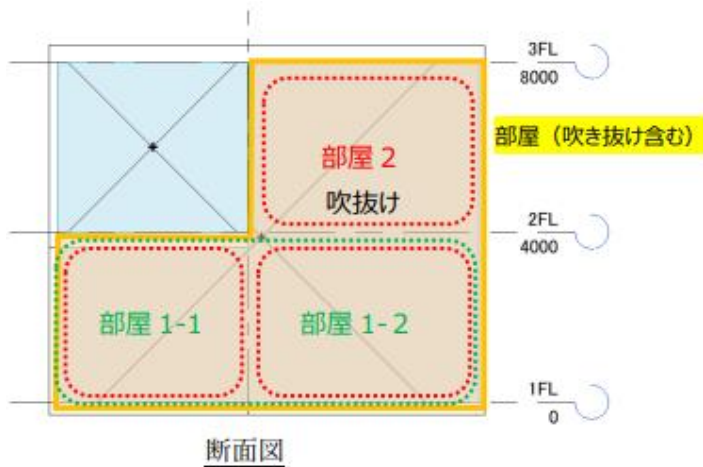 3FL
8000
部屋（吹き抜け含む）
部屋 2
吹抜け
2FL
4000
部屋 1-1
部屋 1-2
1FL
0
断面図